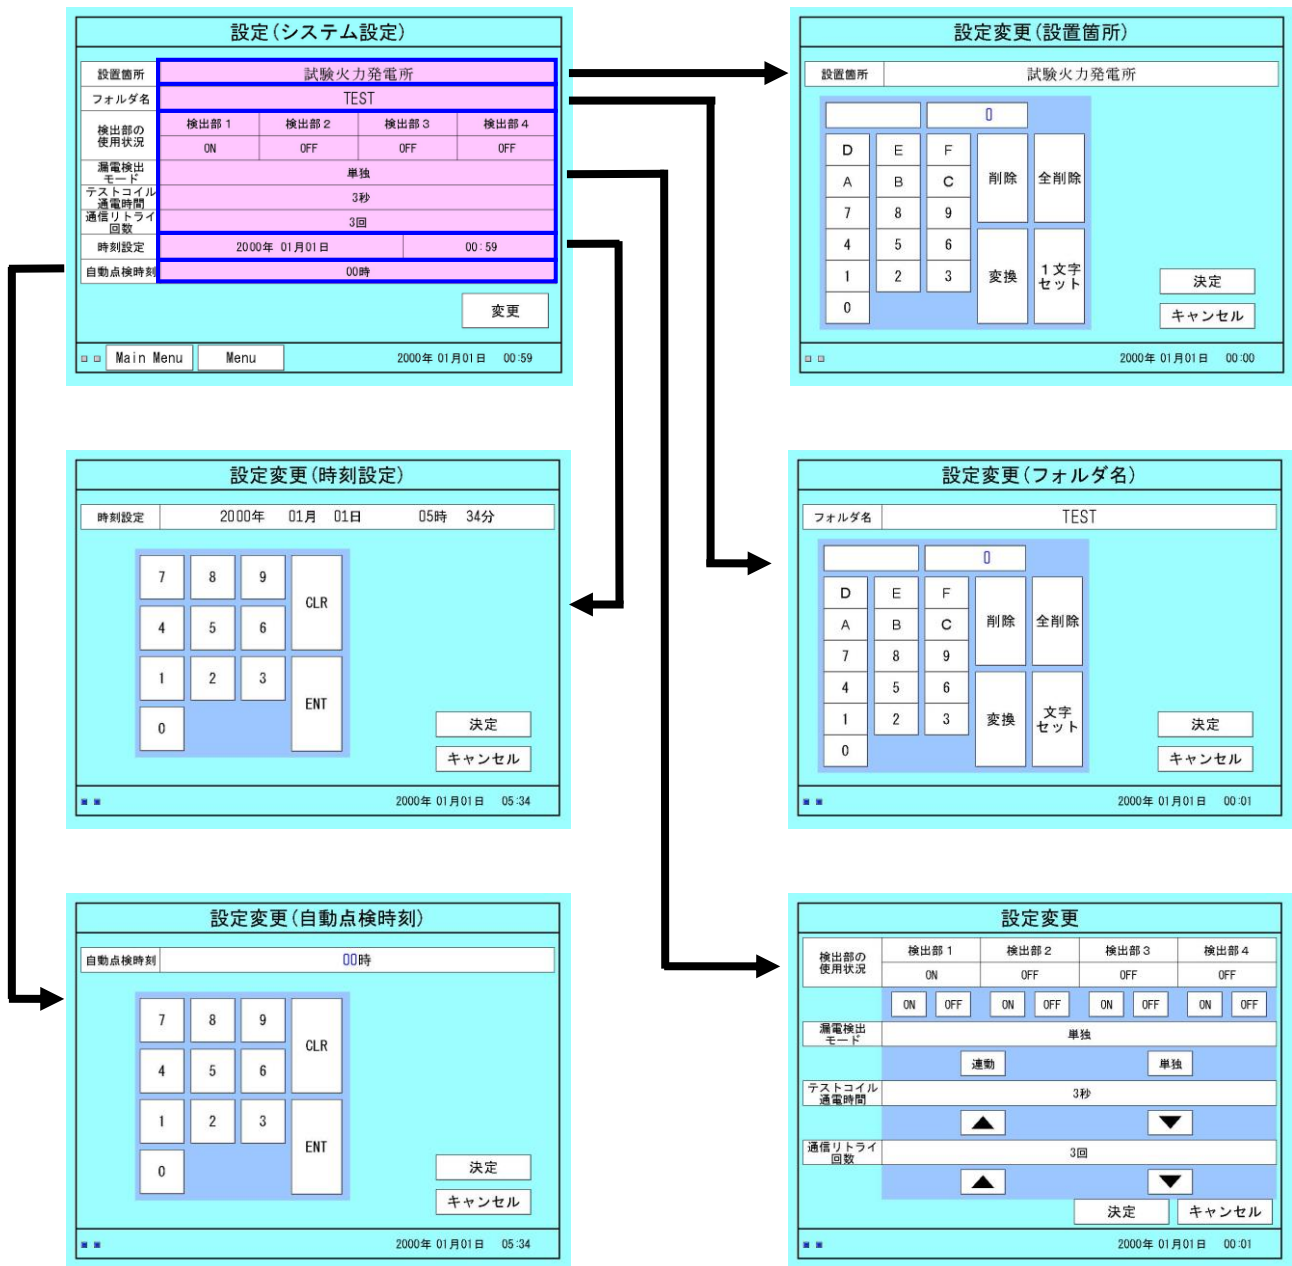 設定(システム設定)
設置箇所 試験火力発電所
フォルダ名 TEST
検出部の使用状況 検出部1 検出部2 検出部3 検出部4
ON OFF OFF OFF
漏電検出モード 単独
テストコイル通電時間 3秒
通信リトライ回数 3回
時刻設定 2000年 01月01日 00:59
自動点検時刻 00時
変更
Main Menu Menu 2000年 01月01日 00:59
設定変更(設置箇所)
設置箇所 試験火力発電所
0
D E F 削除 全削除
A B C
7 8 9
4 5 6 変換 1文字セット
1 2 3
0
決定
キャンセル
2000年 01月01日 00:00
設定変更(時刻設定)
時刻設定 2000年 01月 01日 05時 34分
7 8 9 CLR
4 5 6
1 2 3 ENT
0
決定
キャンセル
2000年 01月01日 05:34
設定変更(フォルダ名)
フォルダ名 TEST
0
D E F 削除 全削除
A B C
7 8 9
4 5 6 変換 文字セット
1 2 3
0
決定
キャンセル
2000年 01月01日 00:01
設定変更(自動点検時刻)
自動点検時刻 00時
7 8 9 CLR
4 5 6
1 2 3 ENT
0
決定
キャンセル
2000年 01月01日 05:34
設定変更
検出部の使用状況 検出部1 検出部2 検出部3 検出部4
ON OFF OFF OFF
ON OFF ON OFF ON OFF ON OFF
漏電検出モード 単独
連動 単独
テストコイル通電時間 3秒
▲ ▼
通信リトライ回数 3回
▲ ▼
決定 キャンセル
2000年 01月01日 00:01